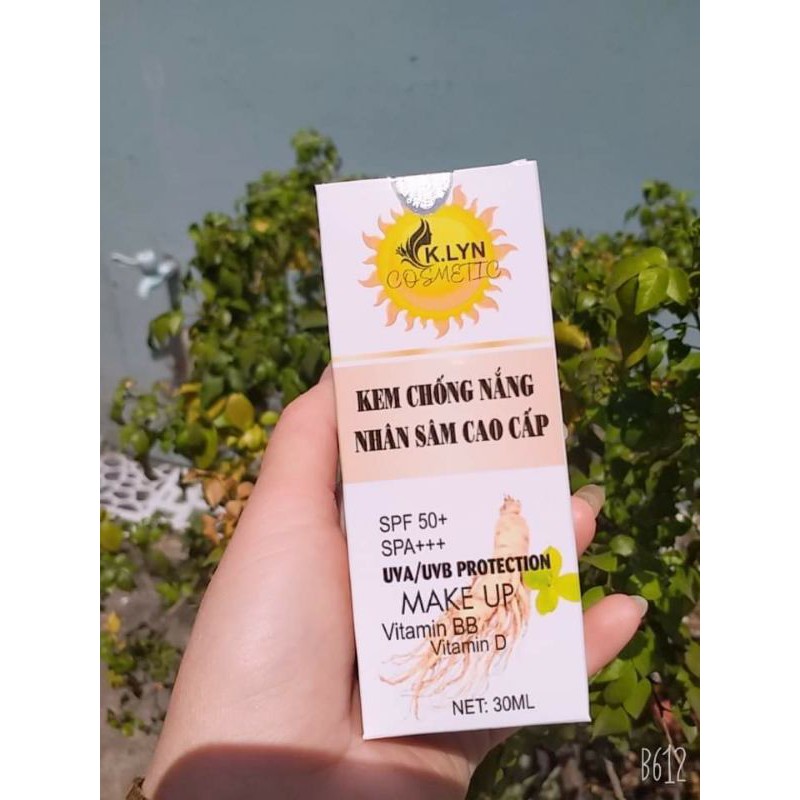 K.LYN
COSMETIC
KEM CHỐNG NẮNG
NHÂN SÂM CAO CẤP
SPF 50+
SPA+++
UVA/UVB PROTECTION
MAKE UP
Vitamin BB
Vitamin D
NET: 30ML
B612